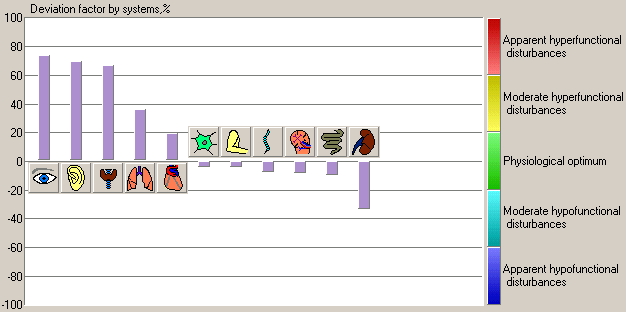 Deviation factor by systems,%
100
80
60
40
20
0
-20
-40
-60
-80
-100
Apparent hyperfunctional
disturbances
Moderate hyperfunctional
disturbances
Physiological optimum
Moderate hypofunctional
disturbances
Apparent hypofunctional
disturbances